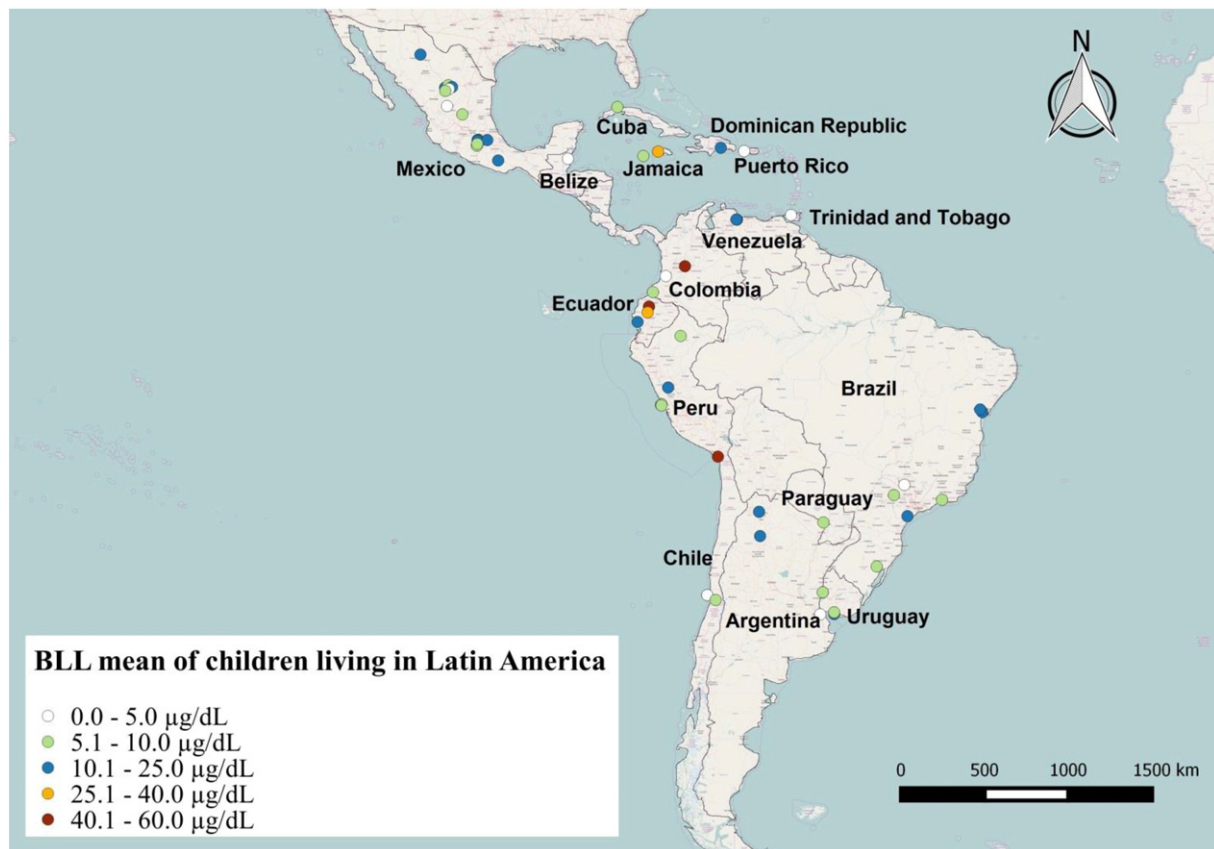 N
Cuba
Dominican Republic
Mexico
Jamaica
Puerto Rico
Belize
Trinidad and Tobago
Venezuela
Colombia
Ecuador
Brazil
Peru
Paraguay
Chile
Argentina
Uruguay
BLL mean of children living in Latin America
0.0 - 5.0 µg/dL
5.1 - 10.0 µg/dL
10.1 - 25.0 µg/dL
25.1 - 40.0 µg/dL
40.1 - 60.0 µg/dL
0 500 1000 1500 km